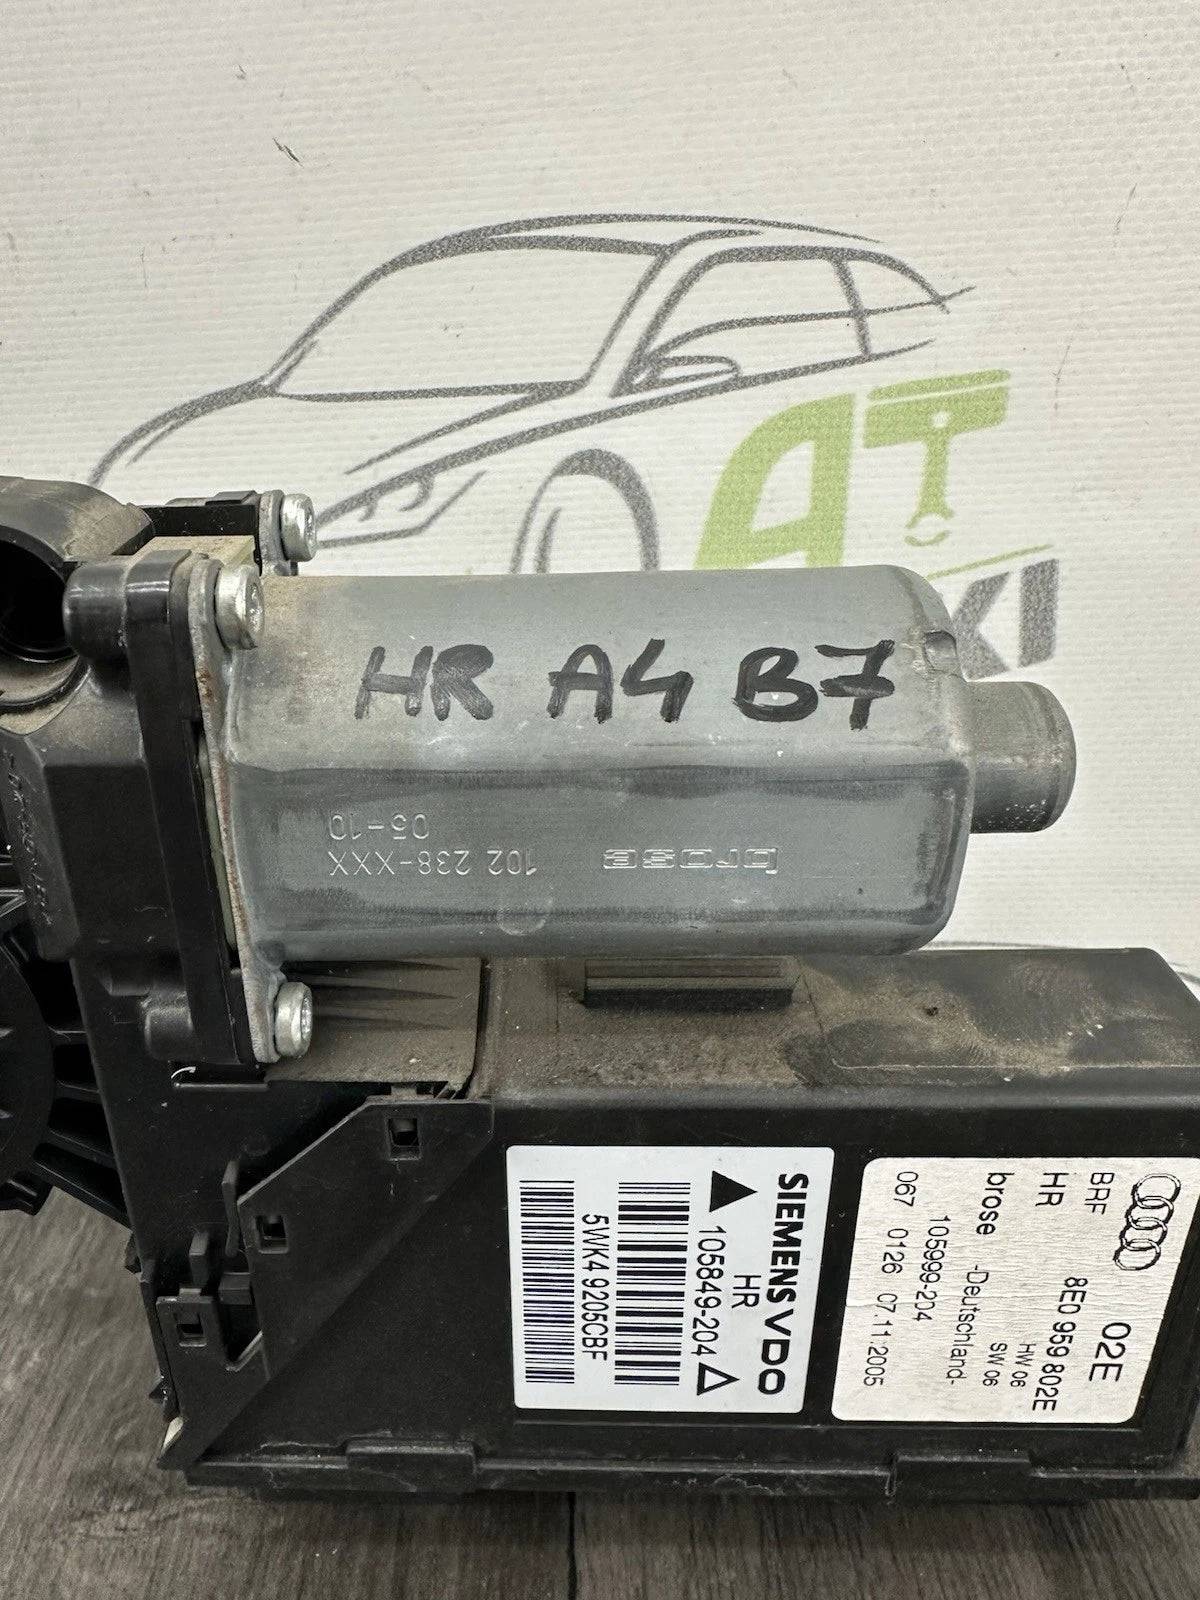 AT
HR A4 B7
brose 102 238-XXX
05-10
SIEMENS VDO
HR
105849-204
5WK4 9205CBF
02E
8E0 959 802E
BRF
HR HW 06
SW 06
brose -Deutschland-
105999-204
067 0126 07.11.2005